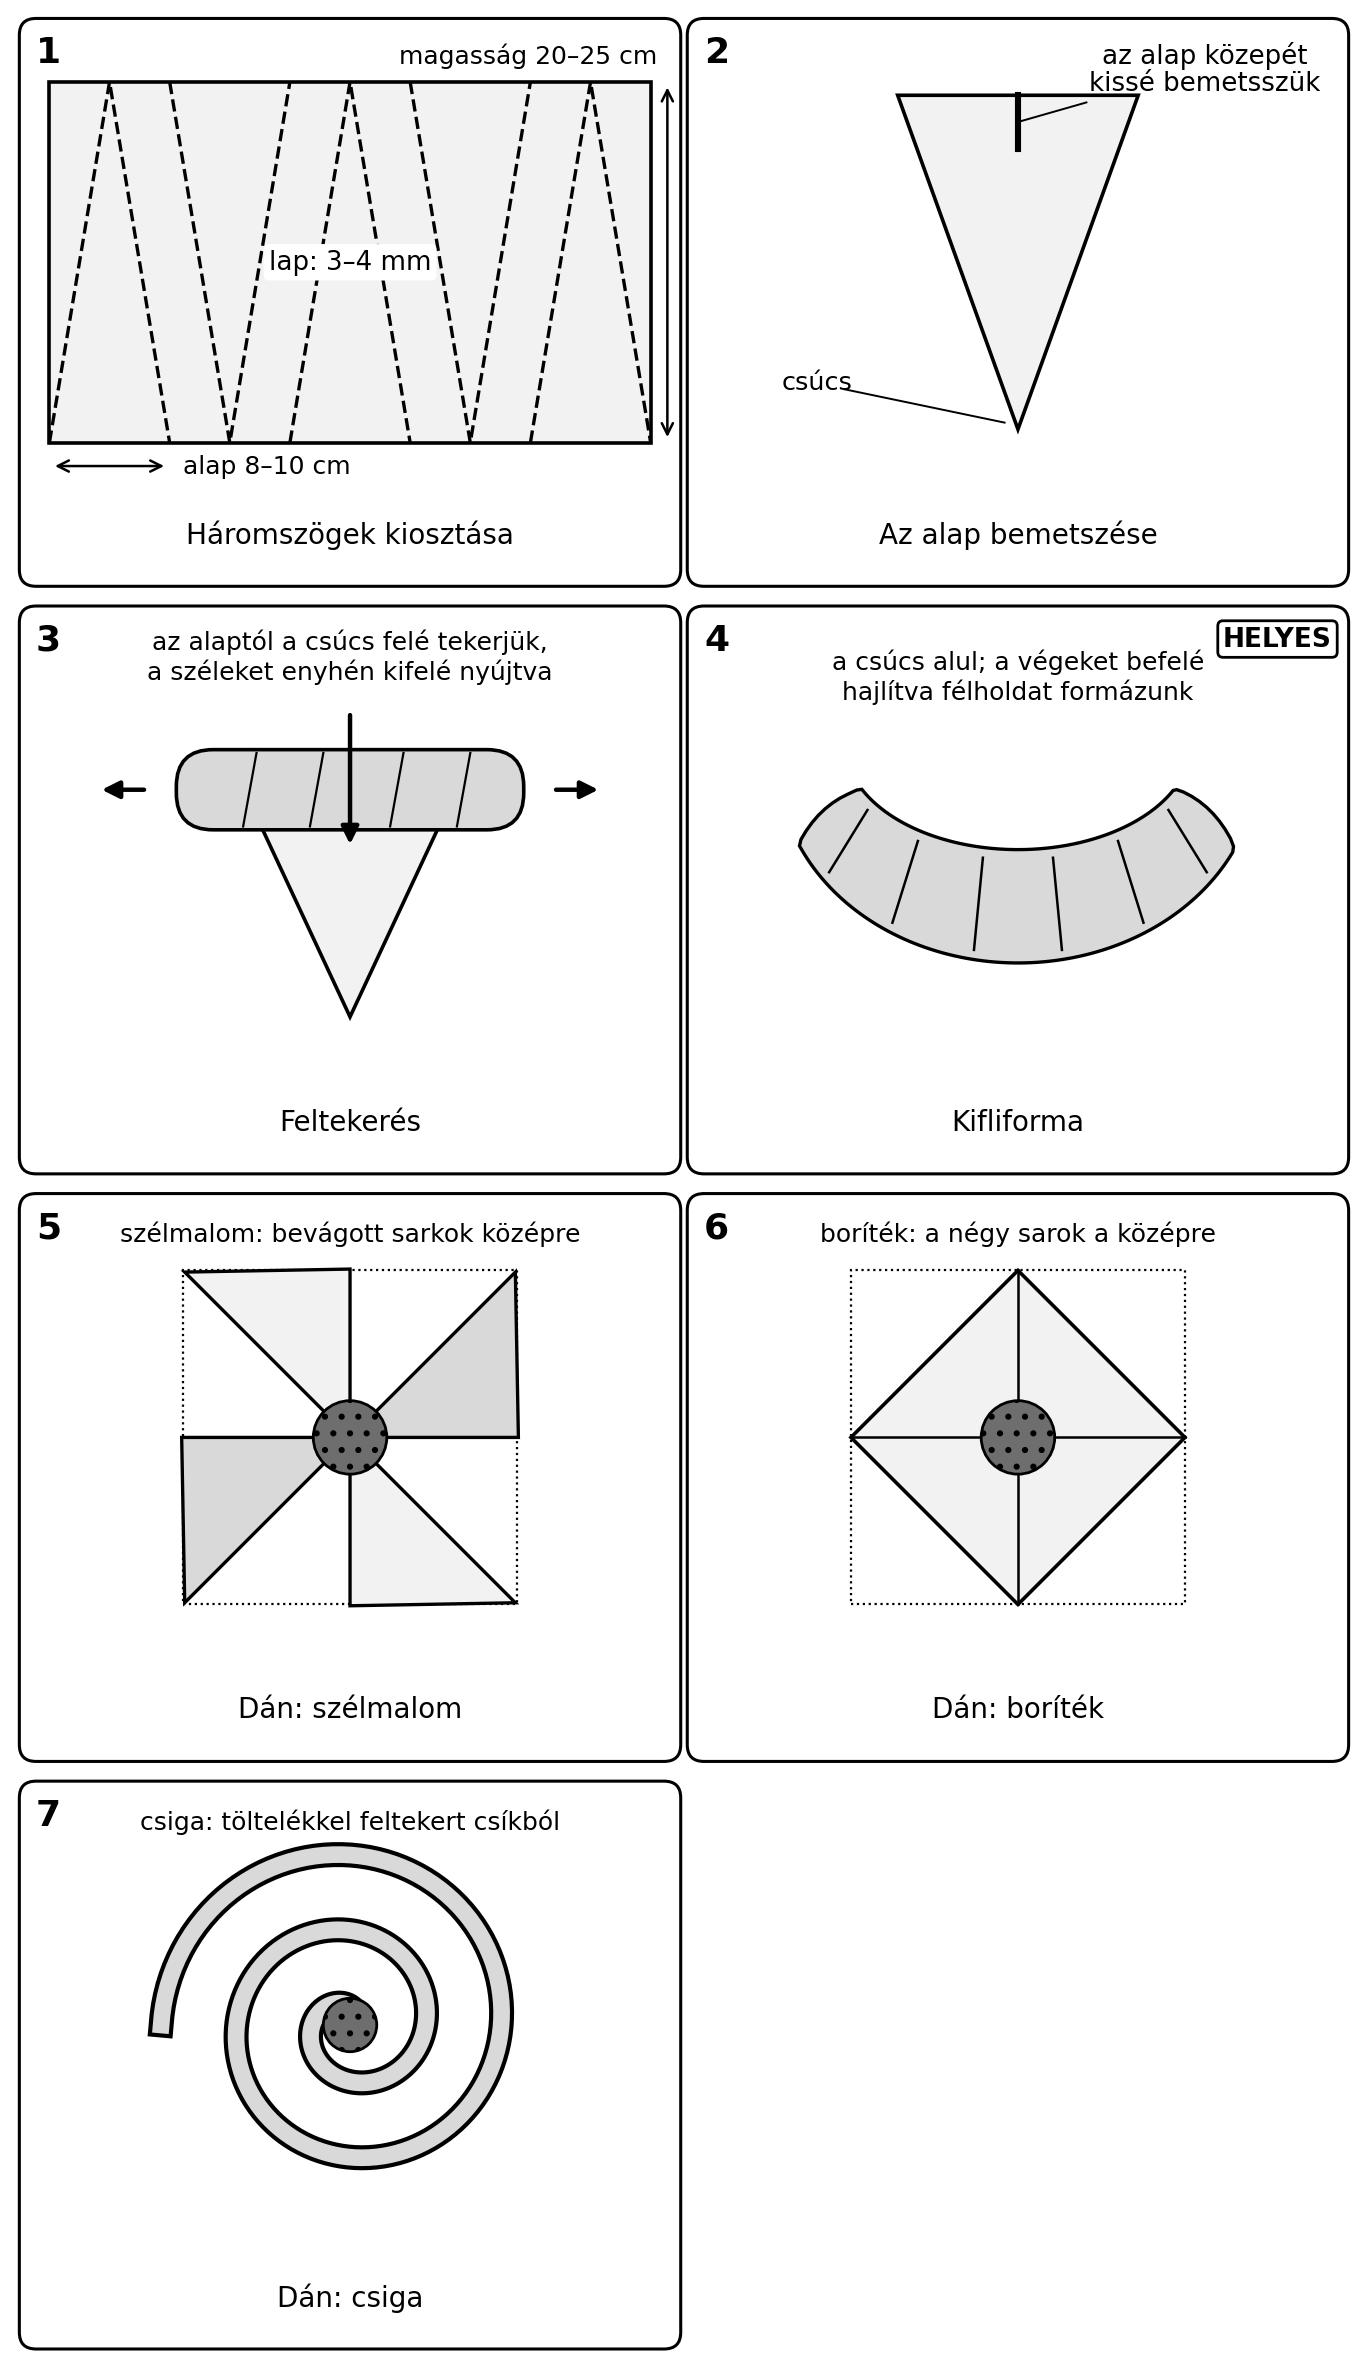 1
magasság 20–25 cm
lap: 3–4 mm
alap 8–10 cm
Háromszögek kiosztása
2
az alap közepét
kissé bemetsszük
csúcs
Az alap bemetszése
3
az alaptól a csúcs felé tekerjük,
a széleket enyhén kifelé nyújtva
Feltekerés
4
HELYES
a csúcs alul; a végeket befelé
hajlítva félholdat formázunk
Kifliforma
5
szélmalom: bevágott sarkok középre
Dán: szélmalom
6
boríték: a négy sarok a középre
Dán: boríték
7
csiga: töltelékkel feltekert csíkból
Dán: csiga